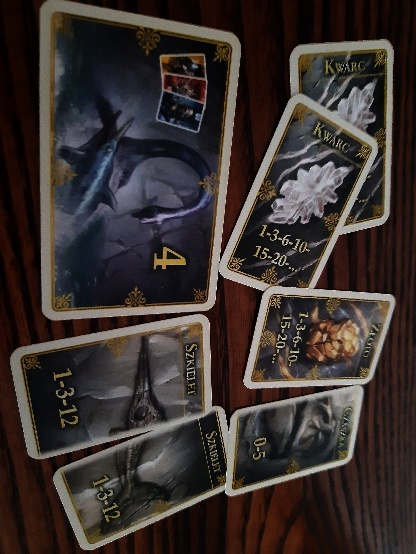 4
KWARC
KWARC
1-3-6-10-
15-20-...
ZŁOTO
1-3-6-10-
15-20-...
SZKIELET
1-3-12
SZKIELET
1-3-12
CZASZKA
0-5